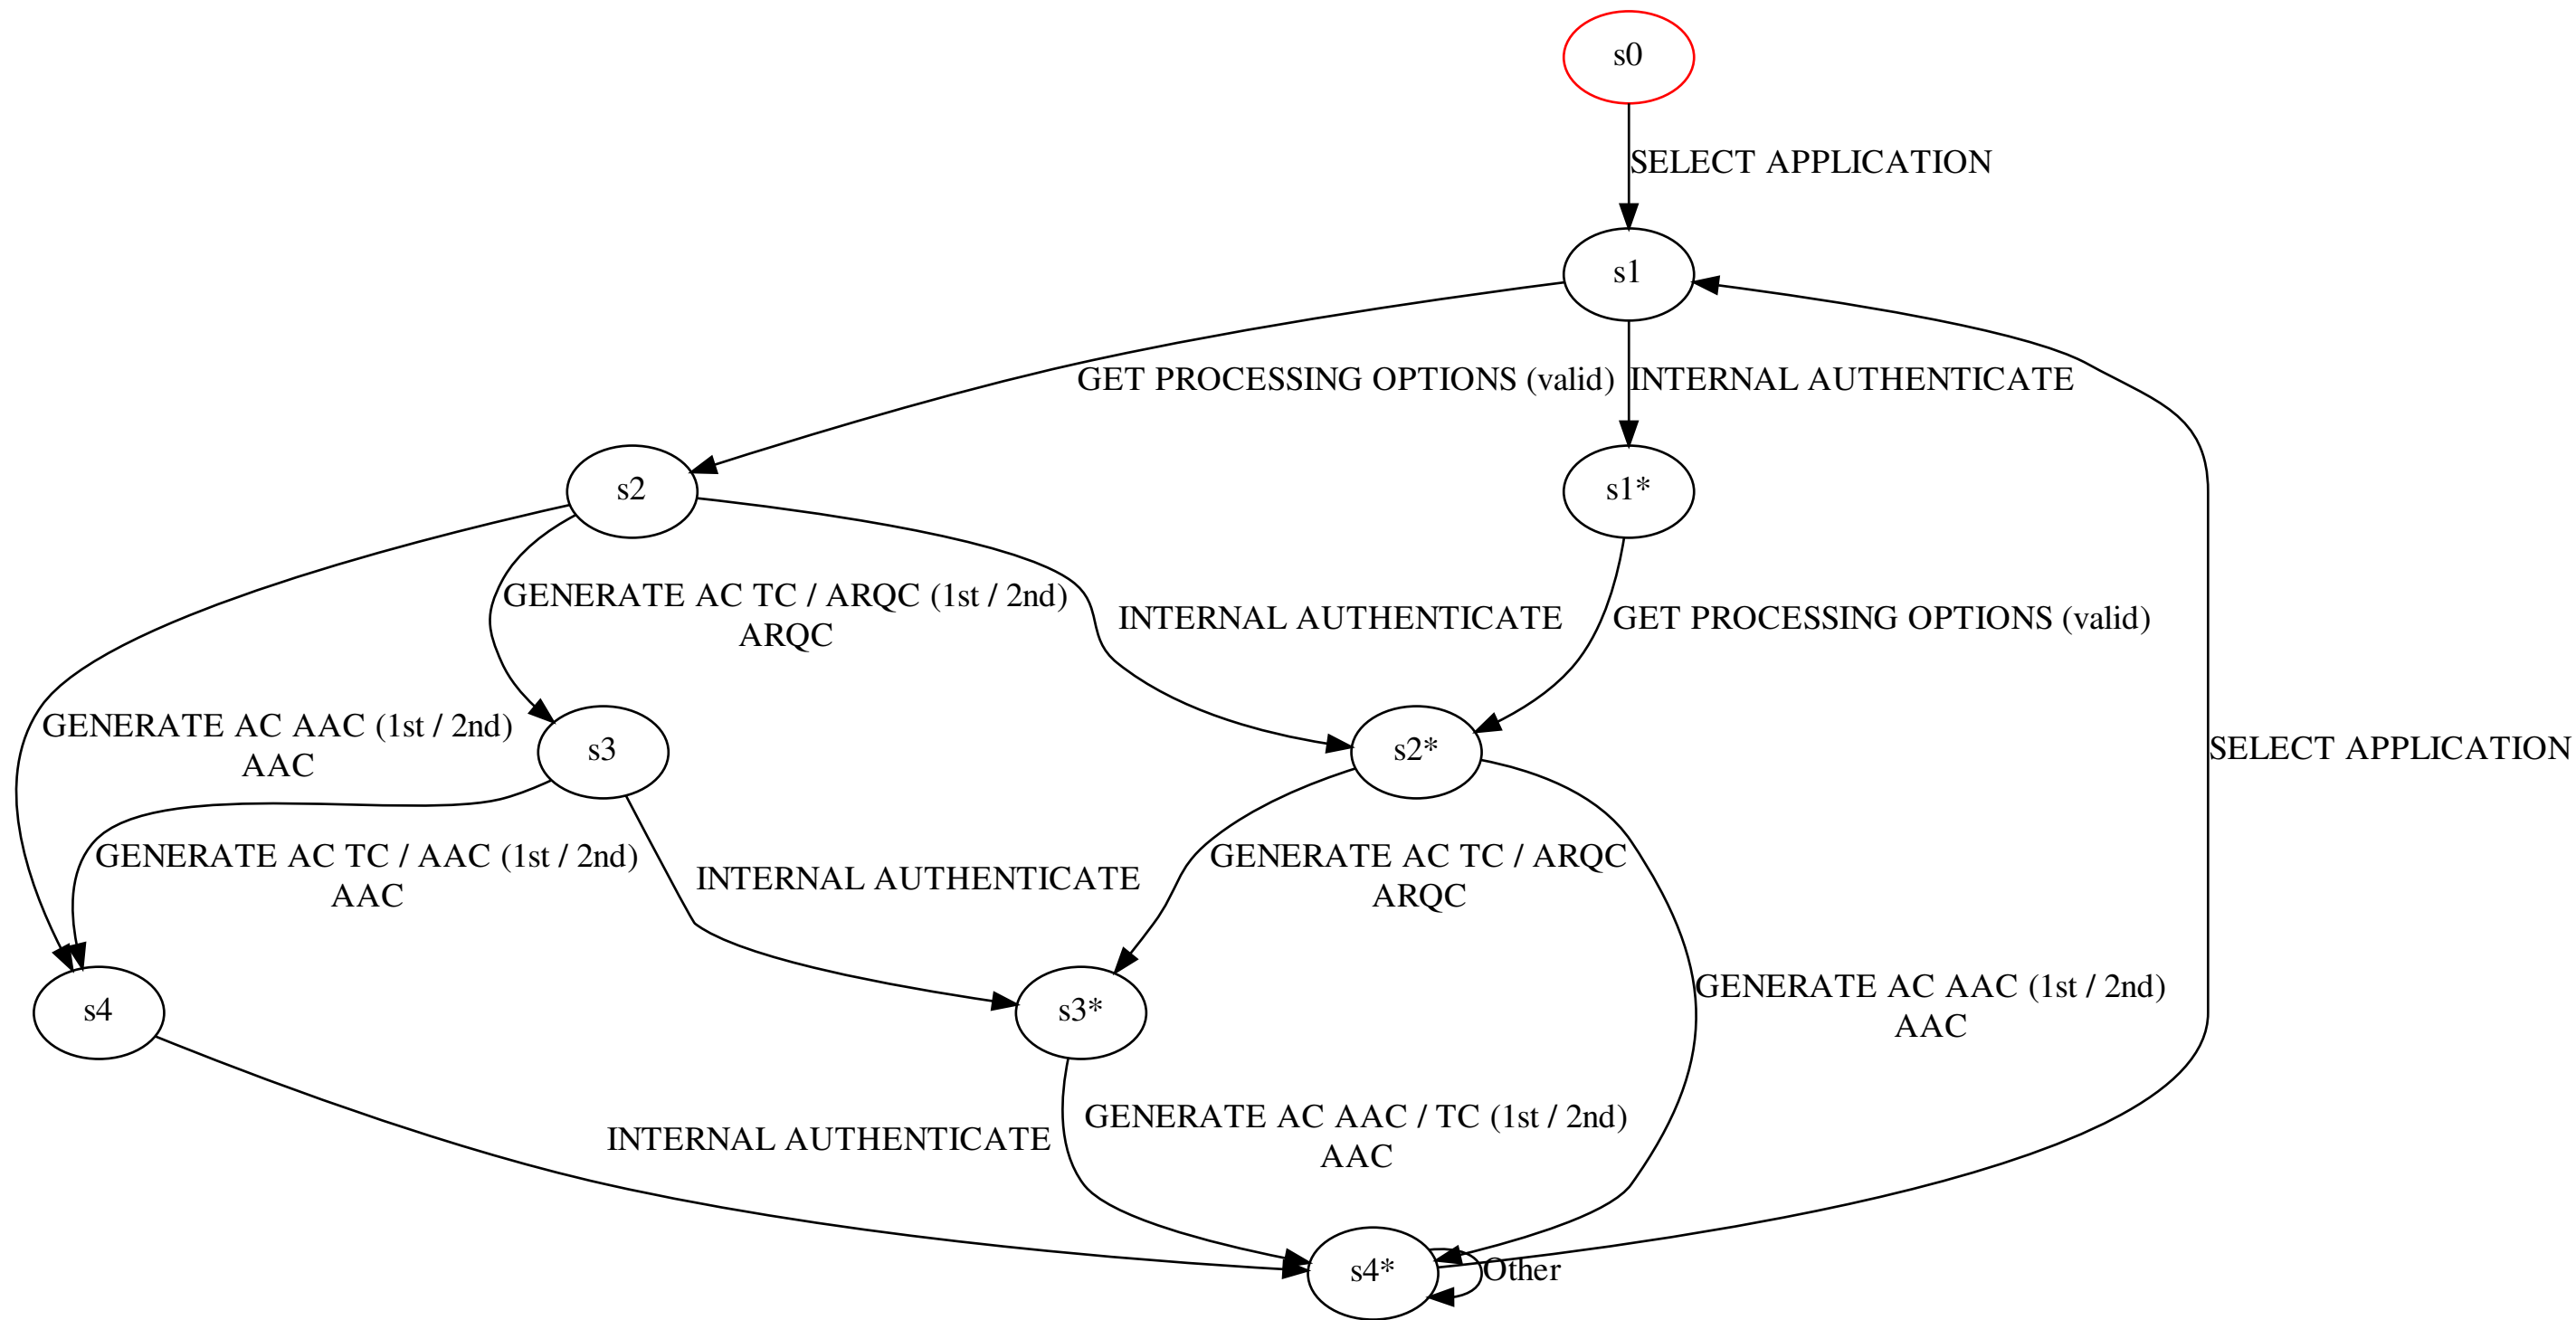 s0
SELECT APPLICATION
s1
GET PROCESSING OPTIONS (valid)
INTERNAL AUTHENTICATE
s2
s1*
GENERATE AC TC / ARQC (1st / 2nd)
ARQC
INTERNAL AUTHENTICATE
GET PROCESSING OPTIONS (valid)
GENERATE AC AAC (1st / 2nd)
AAC
s3
s2*
SELECT APPLICATION
GENERATE AC TC / AAC (1st / 2nd)
AAC
INTERNAL AUTHENTICATE
GENERATE AC TC / ARQC
ARQC
s4
s3*
GENERATE AC AAC (1st / 2nd)
AAC
INTERNAL AUTHENTICATE
GENERATE AC AAC / TC (1st / 2nd)
AAC
s4*
Other